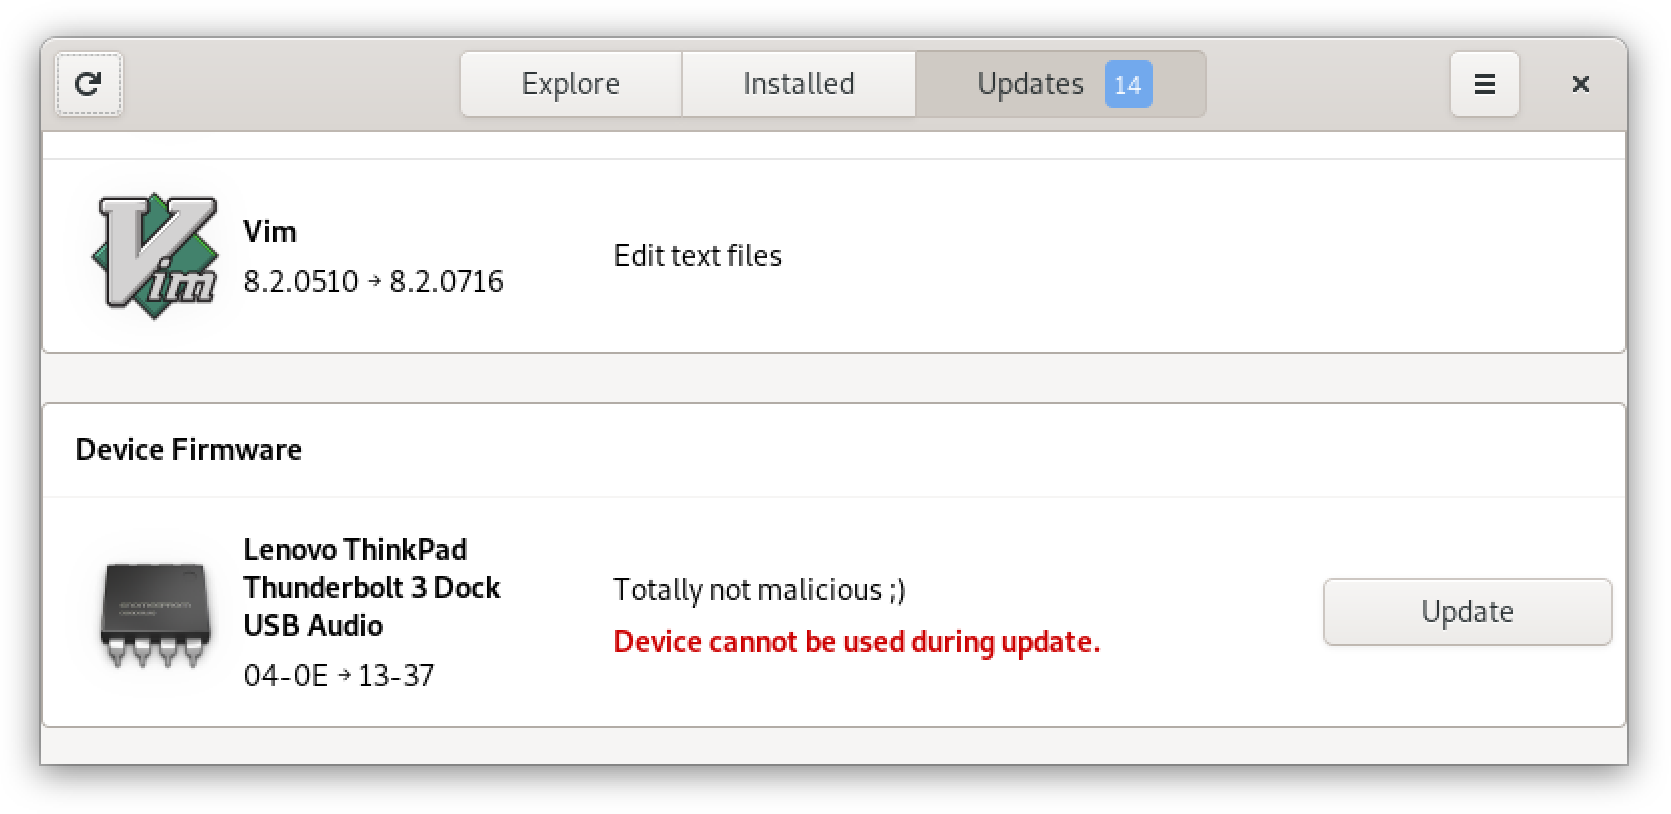 Explore
Installed
Updates 14
Vim
Vim
8.2.0510 → 8.2.0716
Edit text files
Device Firmware
Lenovo ThinkPad
Thunderbolt 3 Dock
USB Audio
04-0E → 13-37
Totally not malicious ;)
Device cannot be used during update.
Update